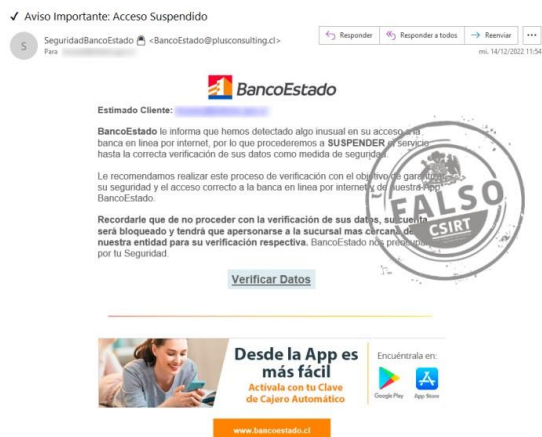 ✓ Aviso Importante: Acceso Suspendido
S
SeguridadBancoEstado <BancoEstado@plusconsulting.cl>
Para
Responder
Responder a todos
Reenviar
mi. 14/12/2022 11:54
BancoEstado
Estimado Cliente:
BancoEstado le informa que hemos detectado algo inusual en su acceso a la
banca en linea por internet, por lo que procederemos a SUSPENDER el servicio
hasta la correcta verificación de sus datos como medida de seguridad.
Le recomendamos realizar este proceso de verificación con el objetivo de garantizar
su seguridad y el acceso correcto a la banca en linea por internet y de nuestra App
BancoEstado.
Recordarle que de no proceder con la verificación de sus datos, su cuenta
será bloqueado y tendrá que apersonarse a la sucursal mas cercana de
nuestra entidad para su verificación respectiva. BancoEstado nos preocupa
por tu Seguridad.
FALSO
CSIRT
Verificar Datos
Desde la App es
más fácil
Actívala con tu Clave
de Cajero Automático
Encuéntrala en:
Google Play
App Store
www.bancoestado.cl